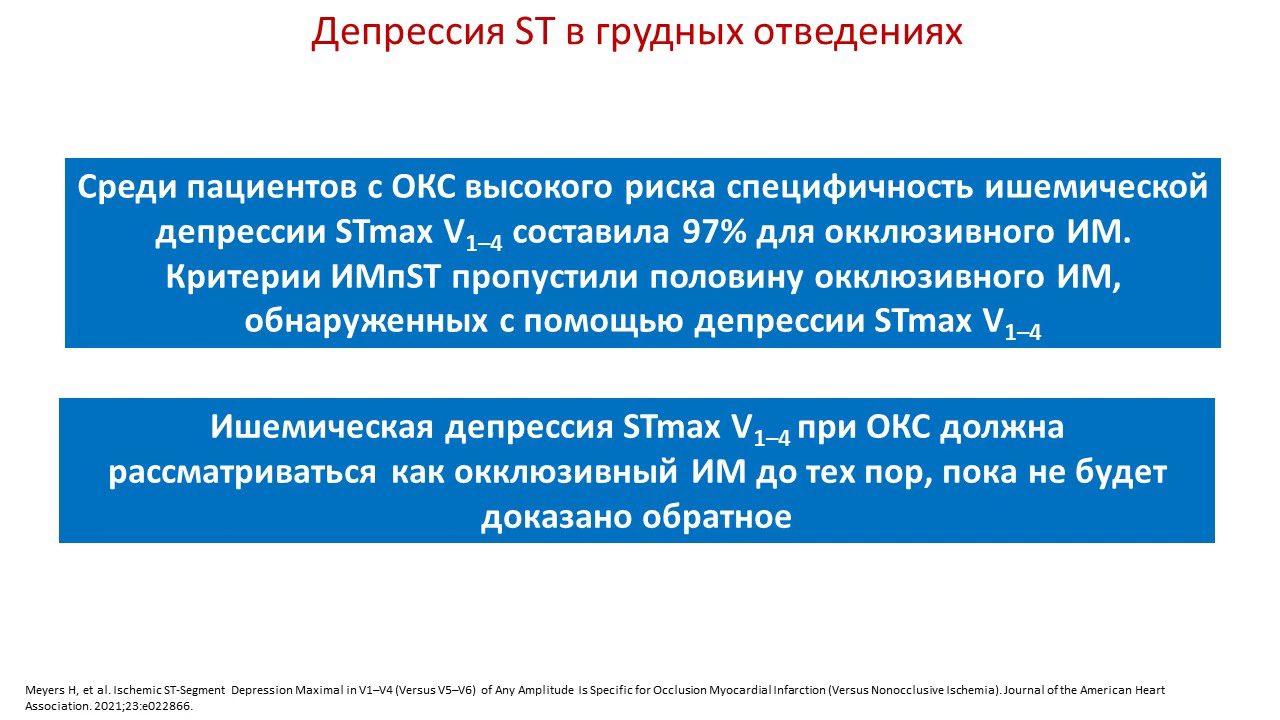 Депрессия ST в грудных отведениях
Среди пациентов с ОКС высокого риска специфичность ишемической
депрессии STmax V1–4 составила 97% для окклюзивного ИМ.
Критерии ИМпST пропустили половину окклюзивного ИМ,
обнаруженных с помощью депрессии STmax V1–4
Ишемическая депрессия STmax V1–4 при ОКС должна
рассматриваться как окклюзивный ИМ до тех пор, пока не будет
доказано обратное
Meyers H, et al. Ischemic ST-Segment Depression Maximal in V1–V4 (Versus V5–V6) of Any Amplitude Is Specific for Occlusion Myocardial Infarction (Versus Nonocclusive Ischemia). Journal of the American Heart
Association. 2021;23:e022866.